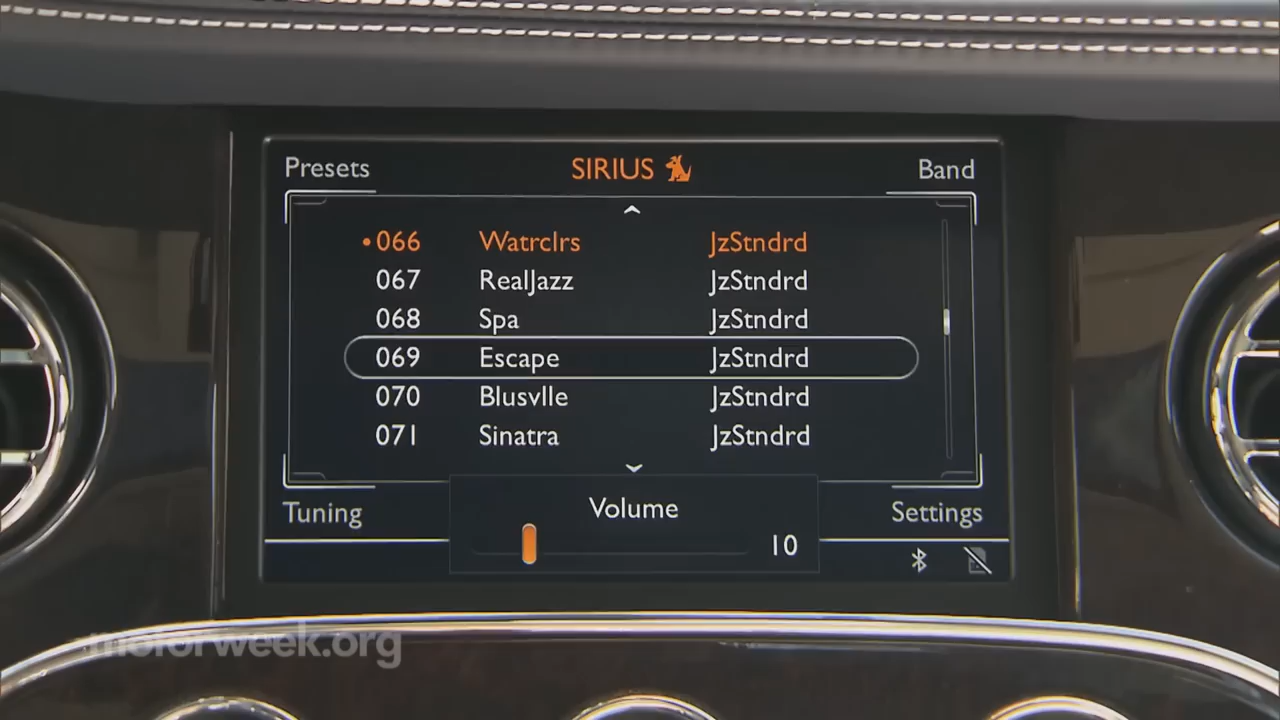 Presets SIRIUS Band
•066 Watrclrs JzStndrd
067 RealJazz JzStndrd
068 Spa JzStndrd
069 Escape JzStndrd
070 Blusvlle JzStndrd
071 Sinatra JzStndrd
Tuning Volume Settings
10
motorweek.org